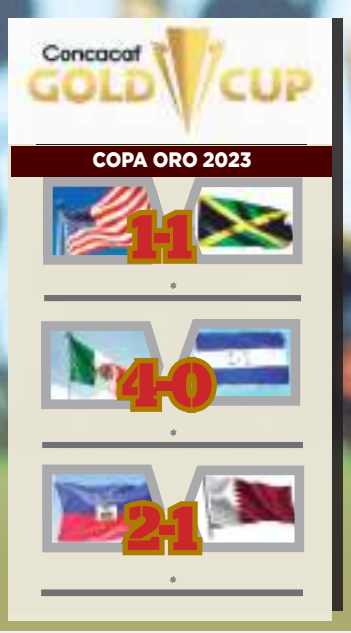 Concacaf
GOLD CUP
COPA ORO 2023
1-1
*
4-0
*
2-1
*